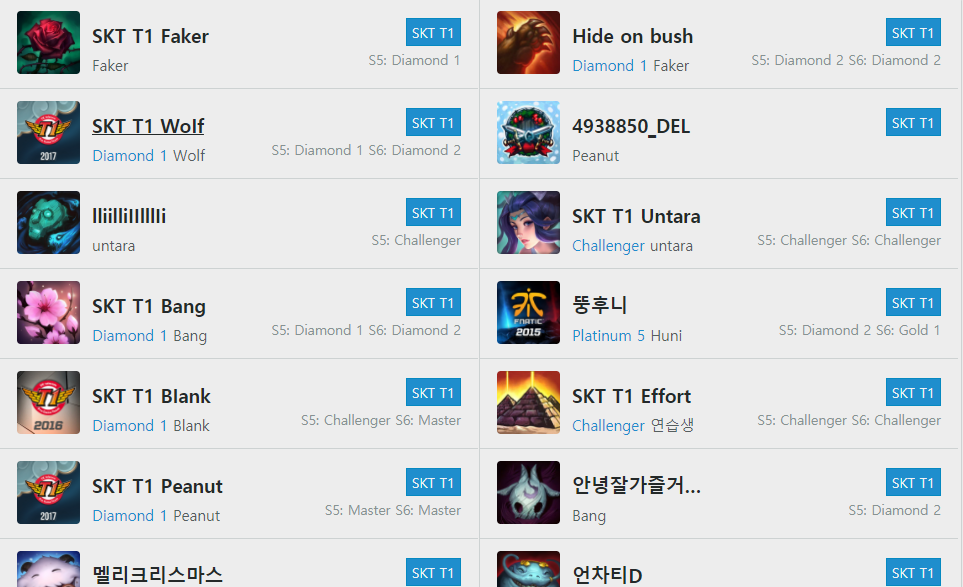 SKT T1 Faker
SKT T1
Faker
S5: Diamond 1
Hide on bush
SKT T1
Diamond 1 Faker
S5: Diamond 2 S6: Diamond 2
SKT T1 Wolf
SKT T1
Diamond 1 Wolf
S5: Diamond 1 S6: Diamond 2
2017
4938850_DEL
SKT T1
Peanut
SKT T1
untara
S5: Challenger
SKT T1 Untara
SKT T1
Challenger untara
S5: Challenger S6: Challenger
SKT T1 Bang
SKT T1
Diamond 1 Bang
S5: Diamond 1 S6: Diamond 2
뚱후니
SKT T1
Platinum 5 Huni
S5: Diamond 2 S6: Gold 1
FNATIC
2015
SKT T1 Blank
SKT T1
Diamond 1 Blank
S5: Challenger S6: Master
2016
SKT T1 Effort
SKT T1
Challenger 연습생
S5: Challenger S6: Challenger
SKT T1 Peanut
SKT T1
Diamond 1 Peanut
S5: Master S6: Master
2017
안녕잘가즐거...
SKT T1
Bang
S5: Diamond 2
멜리크리스마스
SKT T1
언차티D
SKT T1